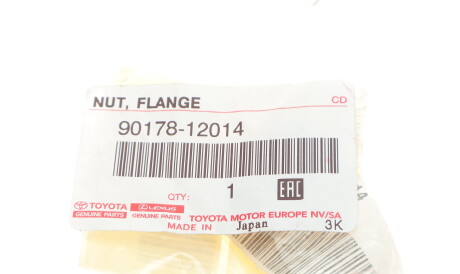 NUT, FLANGE CD
90178-12014
QTY: 1 EAC
TOYOTA LEXUS
GENUINE PARTS GENUINE PARTS TOYOTA MOTOR EUROPE NV/SA
MADE IN Japan 3K